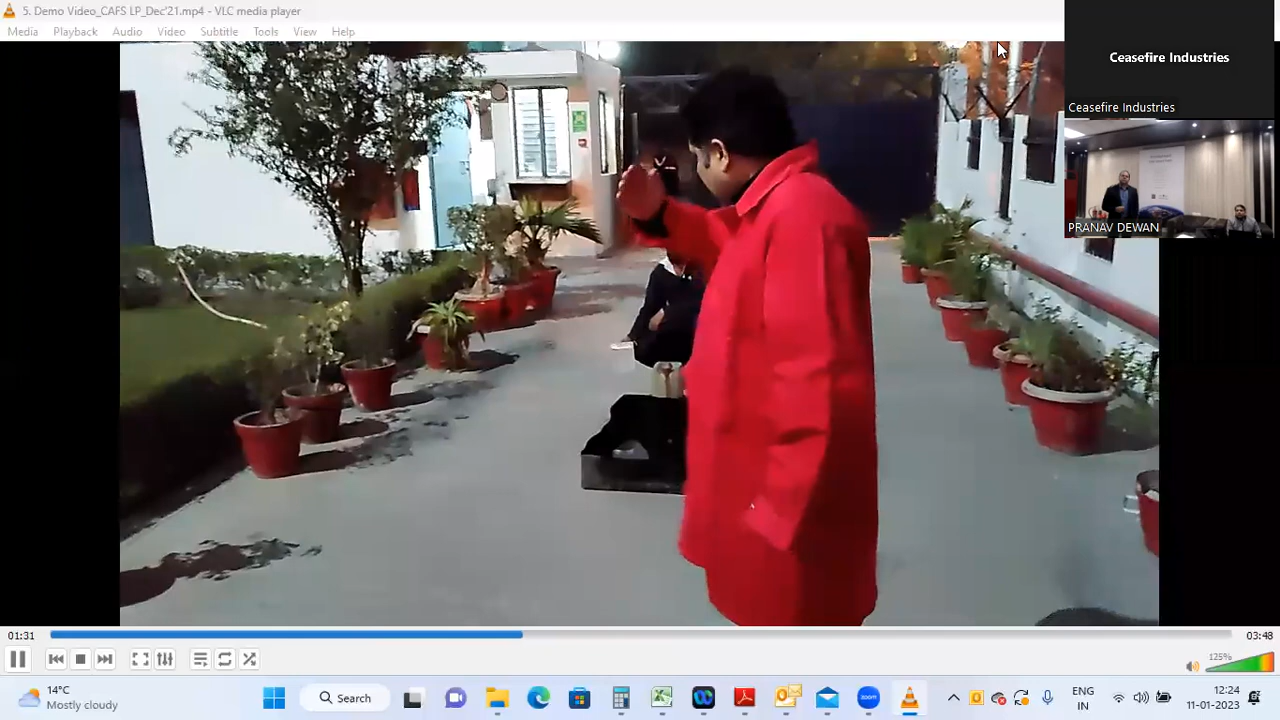 5. Demo Video_CAFS LP_Dec'21.mp4 - VLC media player
Media Playback Audio Video Subtitle Tools View Help
Ceasefire Industries
Ceasefire Industries
PRANAV DEWAN
01:31
03:48
125%
14°C
Mostly cloudy
Search
zoom
ENG
IN
12:24
11-01-2023